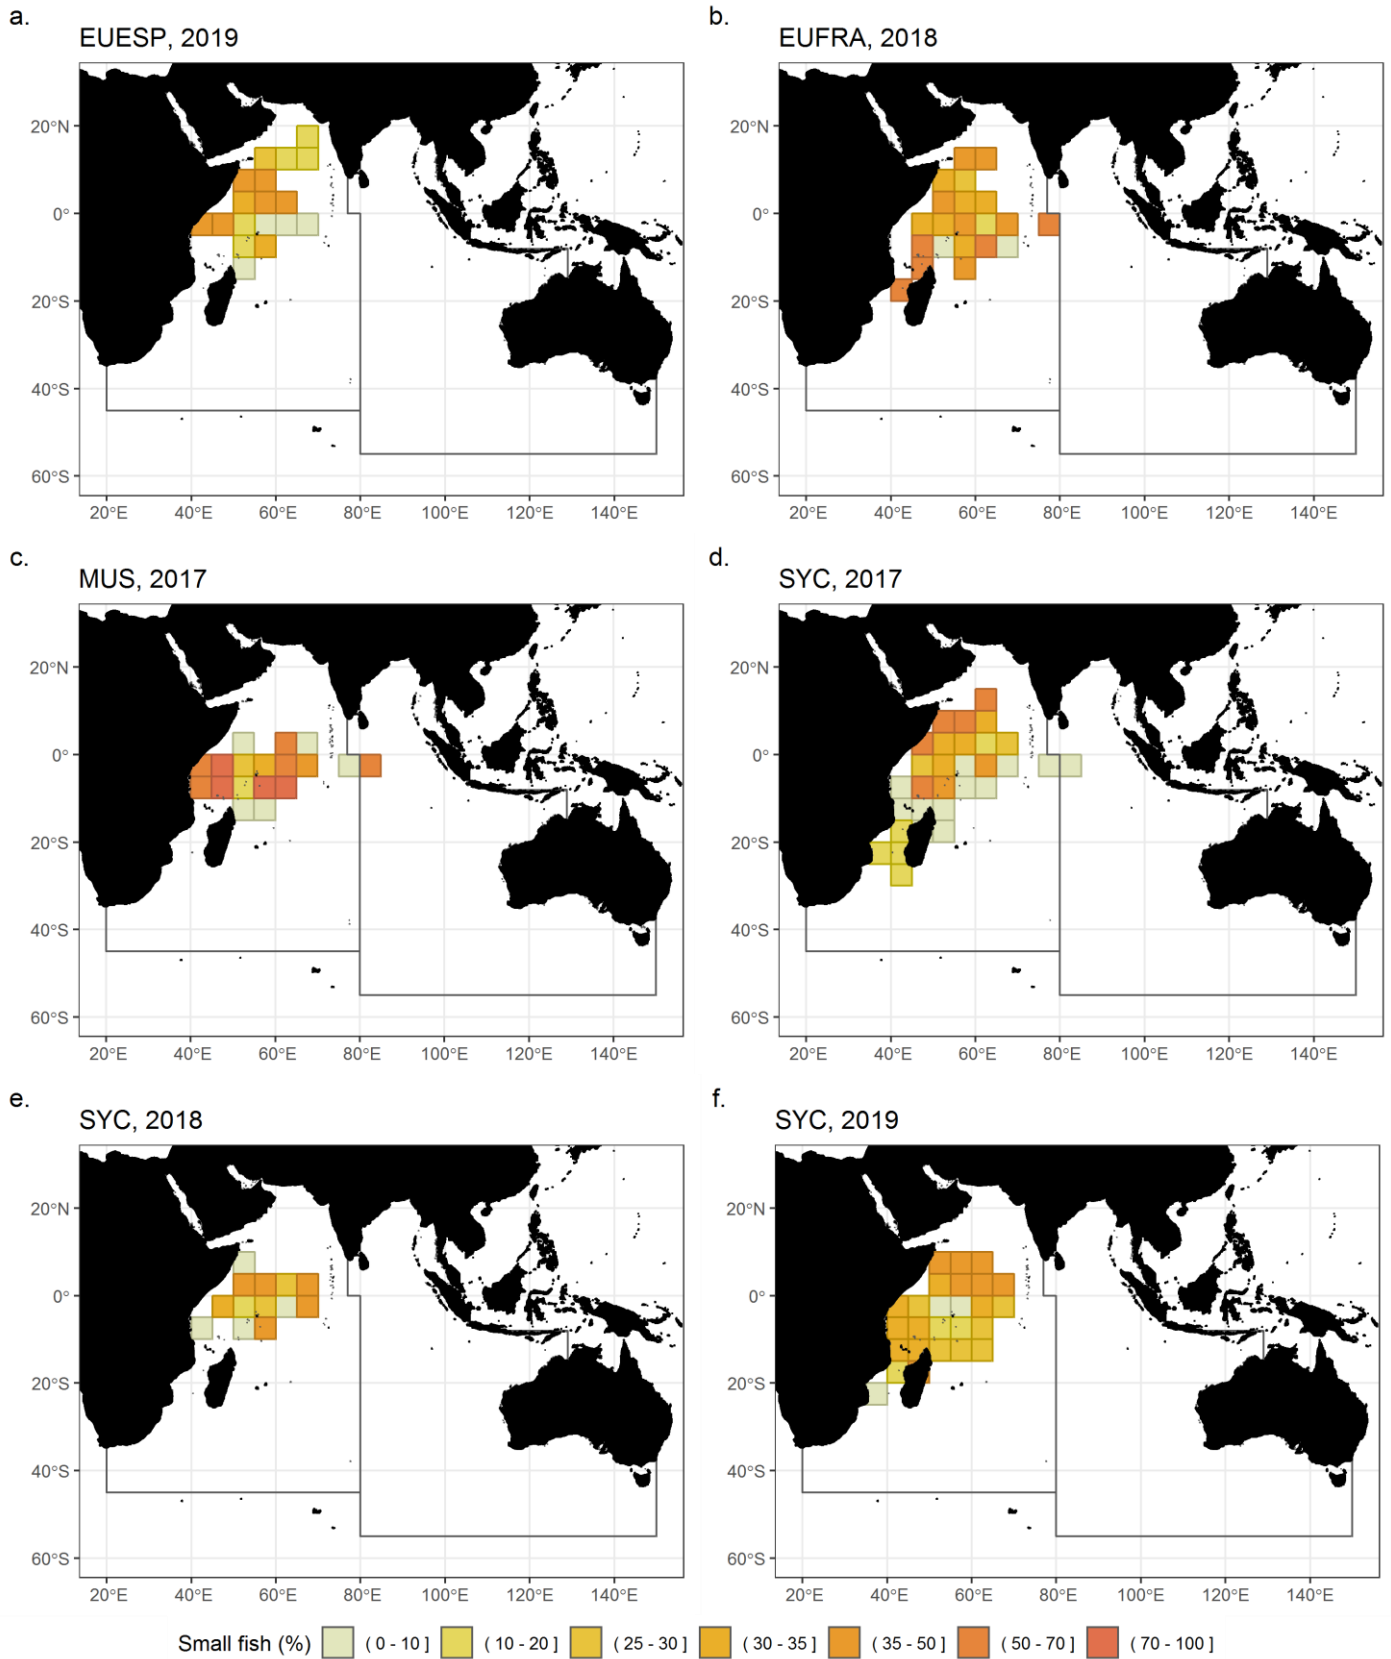 a.
EUESP, 2019
20°N
0°
20°S
40°S
60°S
20°E 40°E 60°E 80°E 100°E 120°E 140°E
b.
EUFRA, 2018
20°N
0°
20°S
40°S
60°S
20°E 40°E 60°E 80°E 100°E 120°E 140°E
c.
MUS, 2017
20°N
0°
20°S
40°S
60°S
20°E 40°E 60°E 80°E 100°E 120°E 140°E
d.
SYC, 2017
20°N
0°
20°S
40°S
60°S
20°E 40°E 60°E 80°E 100°E 120°E 140°E
e.
SYC, 2018
20°N
0°
20°S
40°S
60°S
20°E 40°E 60°E 80°E 100°E 120°E 140°E
f.
SYC, 2019
20°N
0°
20°S
40°S
60°S
20°E 40°E 60°E 80°E 100°E 120°E 140°E
Small fish (%) ( 0 - 10 ] ( 10 - 20 ] ( 25 - 30 ] ( 30 - 35 ] ( 35 - 50 ] ( 50 - 70 ] ( 70 - 100 ]